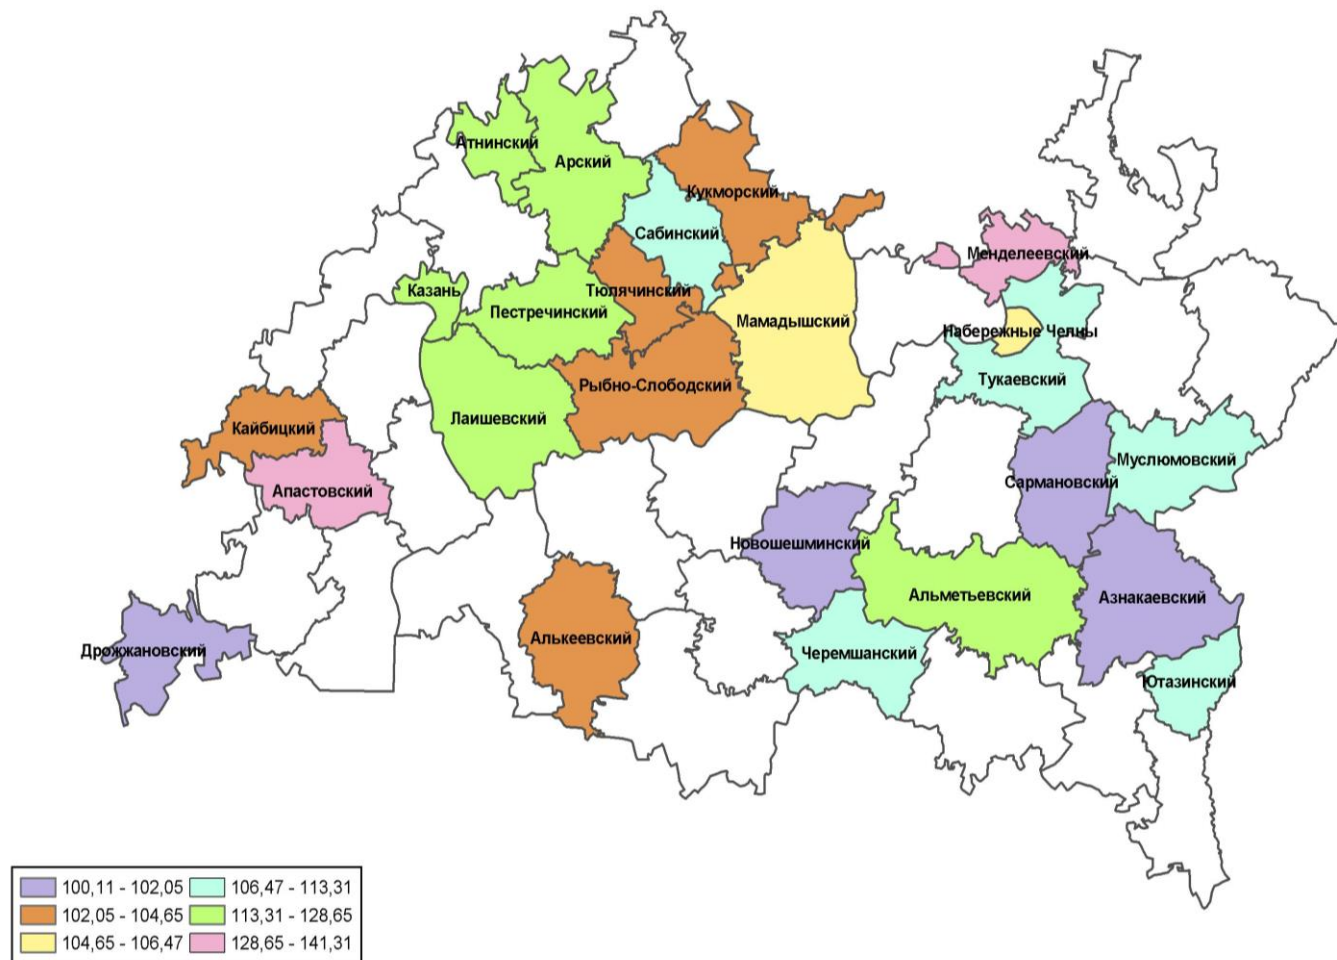 Атнинский
Арский
Кукморский
Сабинский
Менделеевский
Казань
Тюлячинский
Пестречинский
Мамадышский
Набережные Челны
Тукаевский
Рыбно-Слободский
Лаишевский
Кайбицкий
Муслюмовский
Сармановский
Апастовский
Новошешминский
Альметьевский
Азнакаевский
Алькеевский
Дрожжановский
Черемшанский
Ютазинский
100,11 - 102,05
102,05 - 104,65
104,65 - 106,47
106,47 - 113,31
113,31 - 128,65
128,65 - 141,31